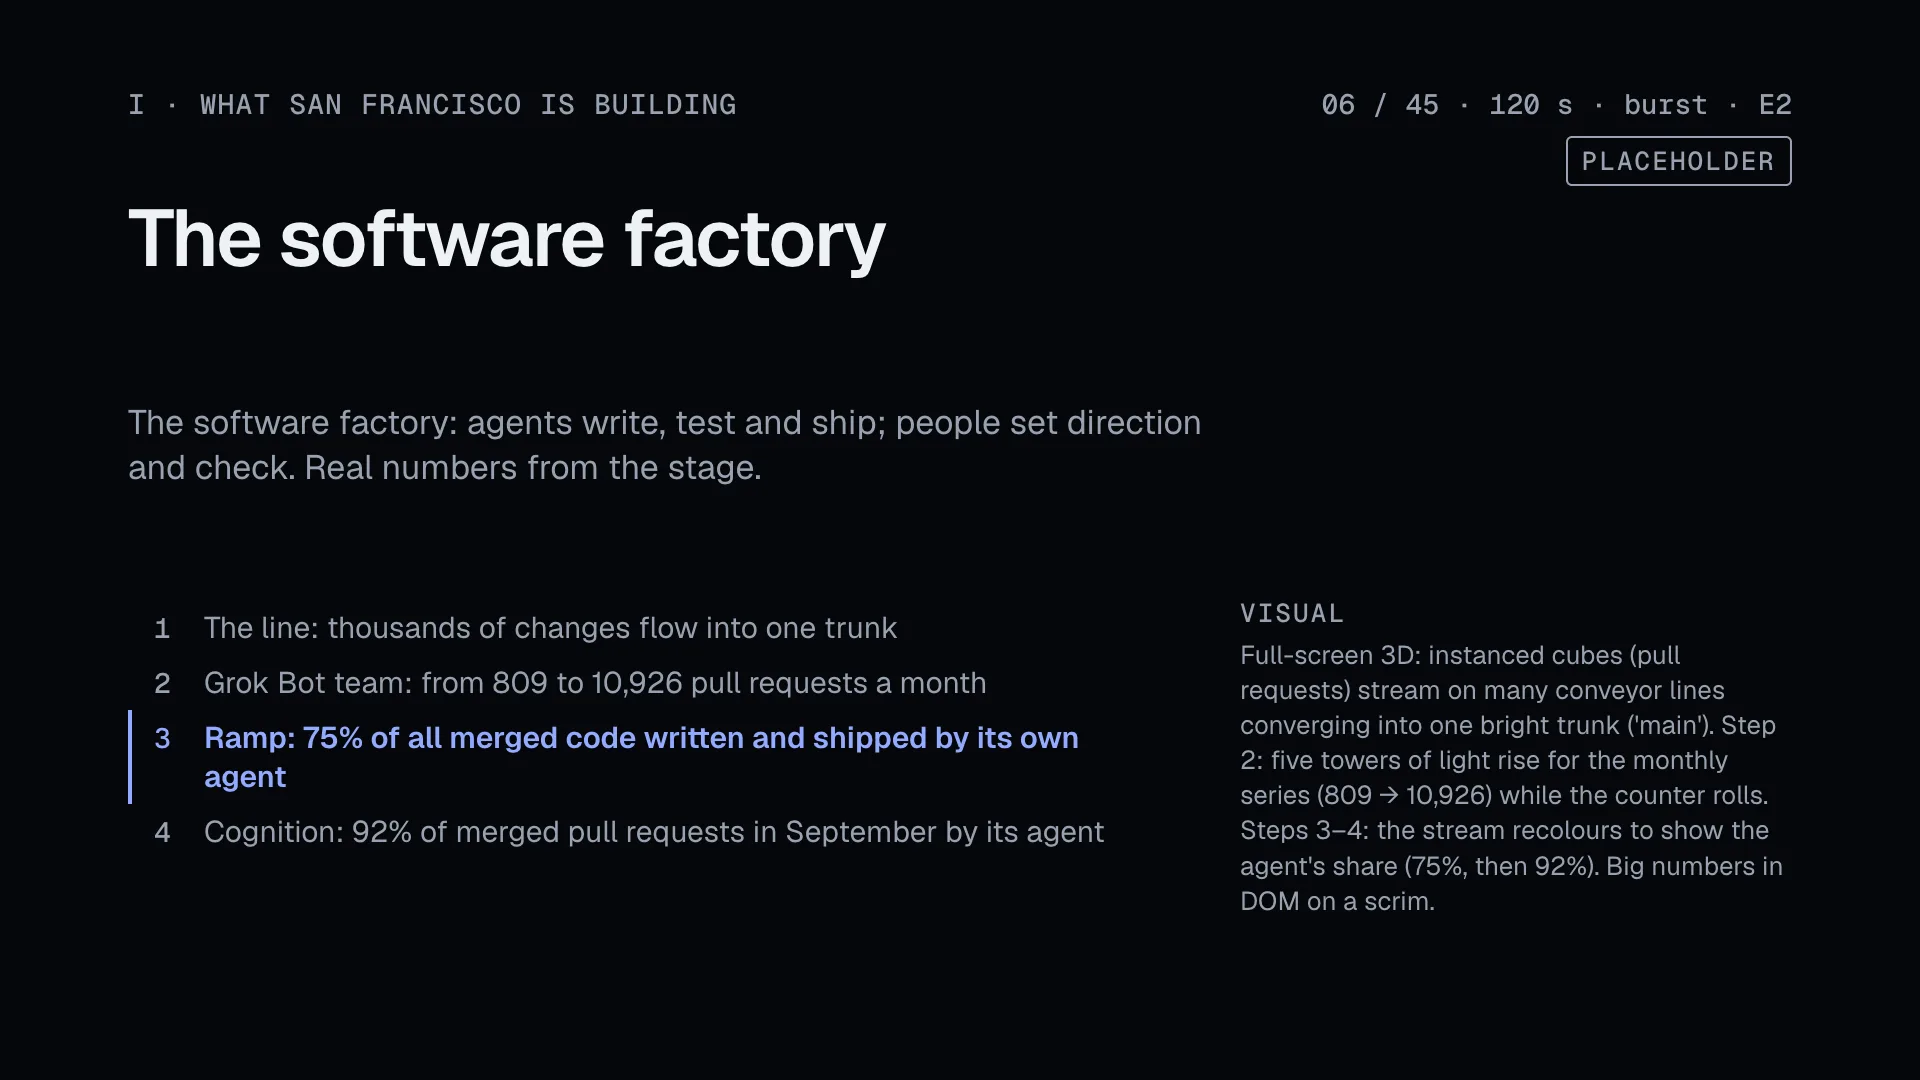 I · WHAT SAN FRANCISCO IS BUILDING
06 / 45 · 120 s · burst · E2
PLACEHOLDER
The software factory
The software factory: agents write, test and ship; people set direction
and check. Real numbers from the stage.
1 The line: thousands of changes flow into one trunk
2 Grok Bot team: from 809 to 10,926 pull requests a month
3 Ramp: 75% of all merged code written and shipped by its own
agent
4 Cognition: 92% of merged pull requests in September by its agent
VISUAL
Full-screen 3D: instanced cubes (pull
requests) stream on many conveyor lines
converging into one bright trunk ('main'). Step
2: five towers of light rise for the monthly
series (809 → 10,926) while the counter rolls.
Steps 3–4: the stream recolours to show the
agent's share (75%, then 92%). Big numbers in
DOM on a scrim.